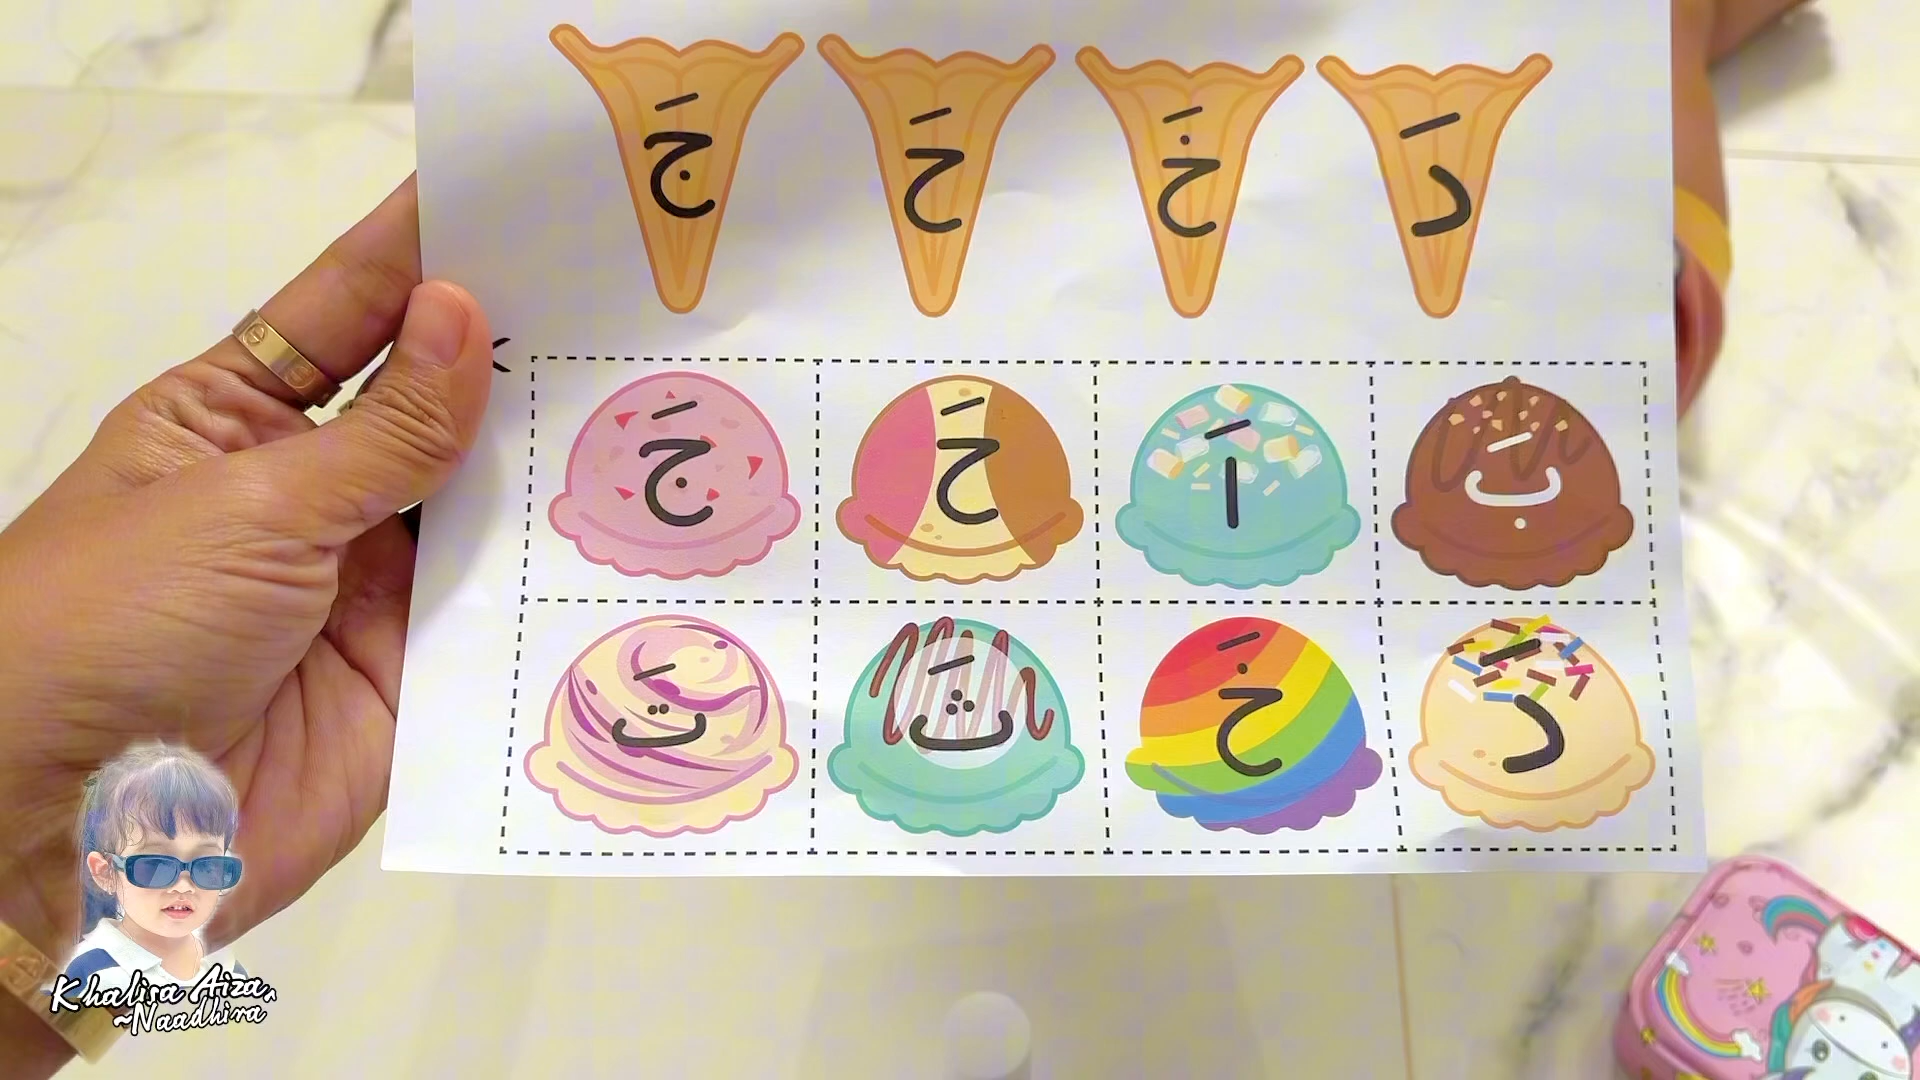 جَ حَ خَ دَ
جَ حَ اَ بَ
تَ ثَ خَ دَ
Khalisa Aiza
~Naadhira